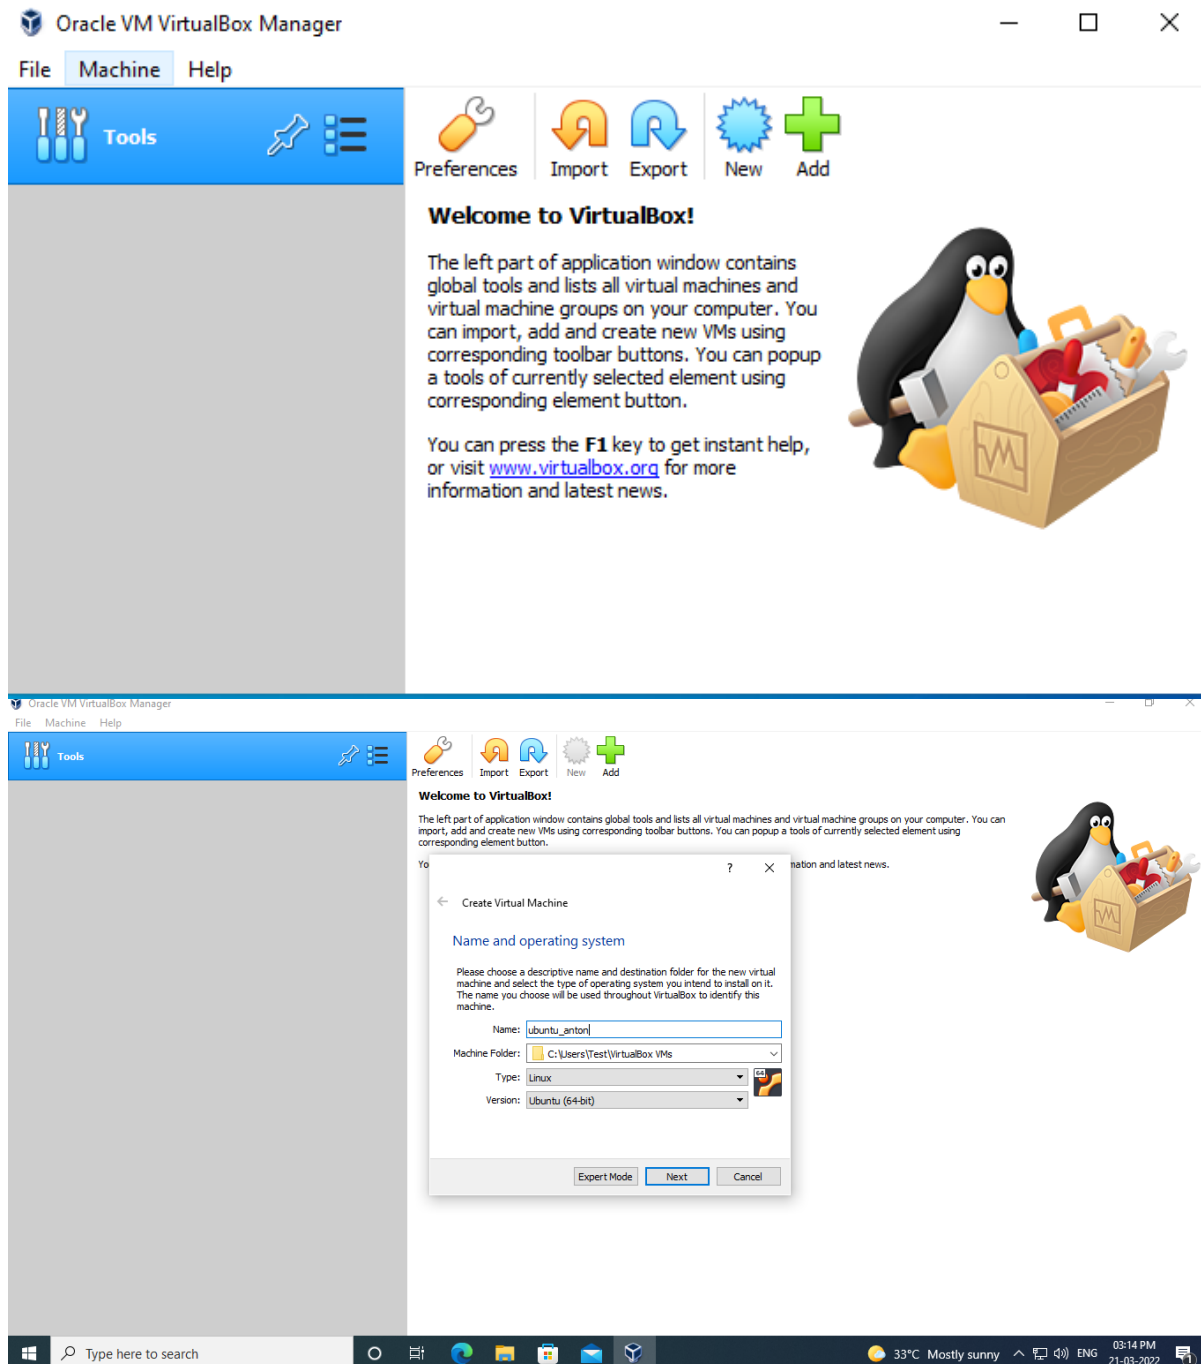 Oracle VM VirtualBox Manager
File Machine Help
Tools
Preferences Import Export New Add
Welcome to VirtualBox!
The left part of application window contains
global tools and lists all virtual machines and
virtual machine groups on your computer. You
can import, add and create new VMs using
corresponding toolbar buttons. You can popup
a tools of currently selected element using
corresponding element button.
You can press the F1 key to get instant help,
or visit www.virtualbox.org for more
information and latest news.
Oracle VM VirtualBox Manager
File Machine Help
Tools
Preferences Import Export New Add
Welcome to VirtualBox!
The left part of application window contains global tools and lists all virtual machines and virtual machine groups on your computer. You can
import, add and create new VMs using corresponding toolbar buttons. You can popup a tools of currently selected element using
corresponding element button.
Yo
mation and latest news.
?
Create Virtual Machine
Name and operating system
Please choose a descriptive name and destination folder for the new virtual
machine and select the type of operating system you intend to install on it.
The name you choose will be used throughout VirtualBox to identify this
machine.
Name: ubuntu_anton
Machine Folder: C:\Users\Test\VirtualBox VMs
Type: Linux
64
Version: Ubuntu (64-bit)
Expert Mode Next Cancel
Type here to search
33°C Mostly sunny ENG 03:14 PM
21-03-2022